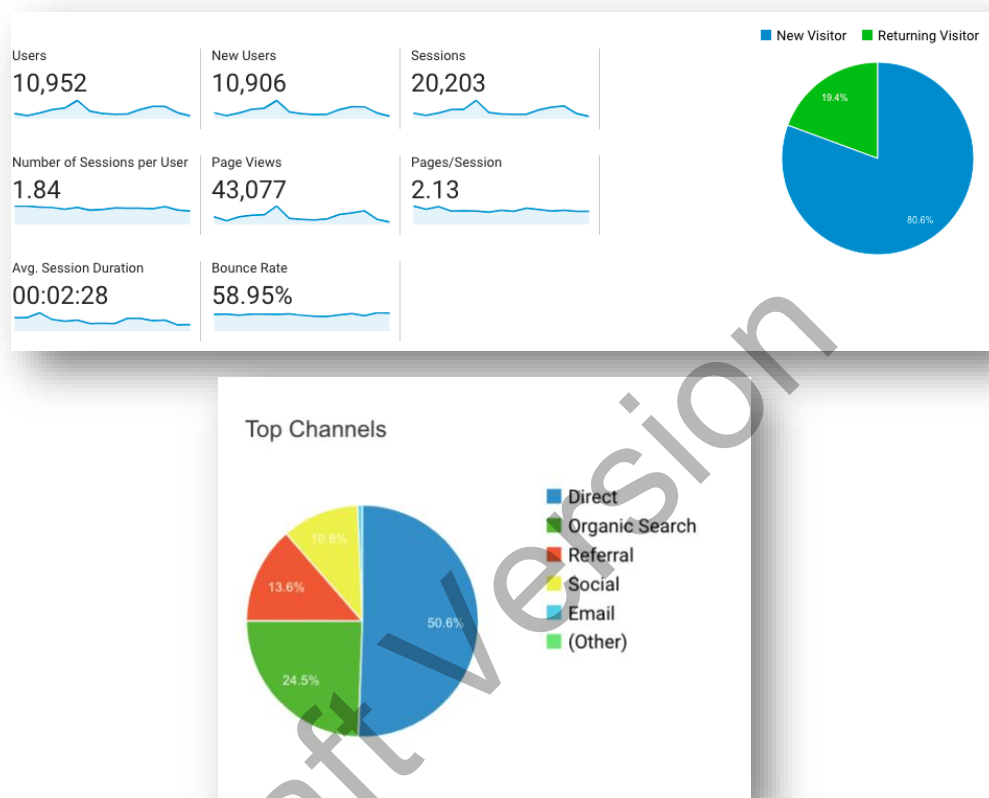 New Visitor Returning Visitor
Users New Users Sessions
10,952 10,906 20,203
19.4%
Number of Sessions per User Page Views Pages/Session
1.84 43,077 2.13
80.6%
Avg. Session Duration Bounce Rate
00:02:28 58.95%
Top Channels
Direct
Organic Search
Referral
Social
Email
(Other)
10.8%
13.6%
50.6%
24.5%
Version